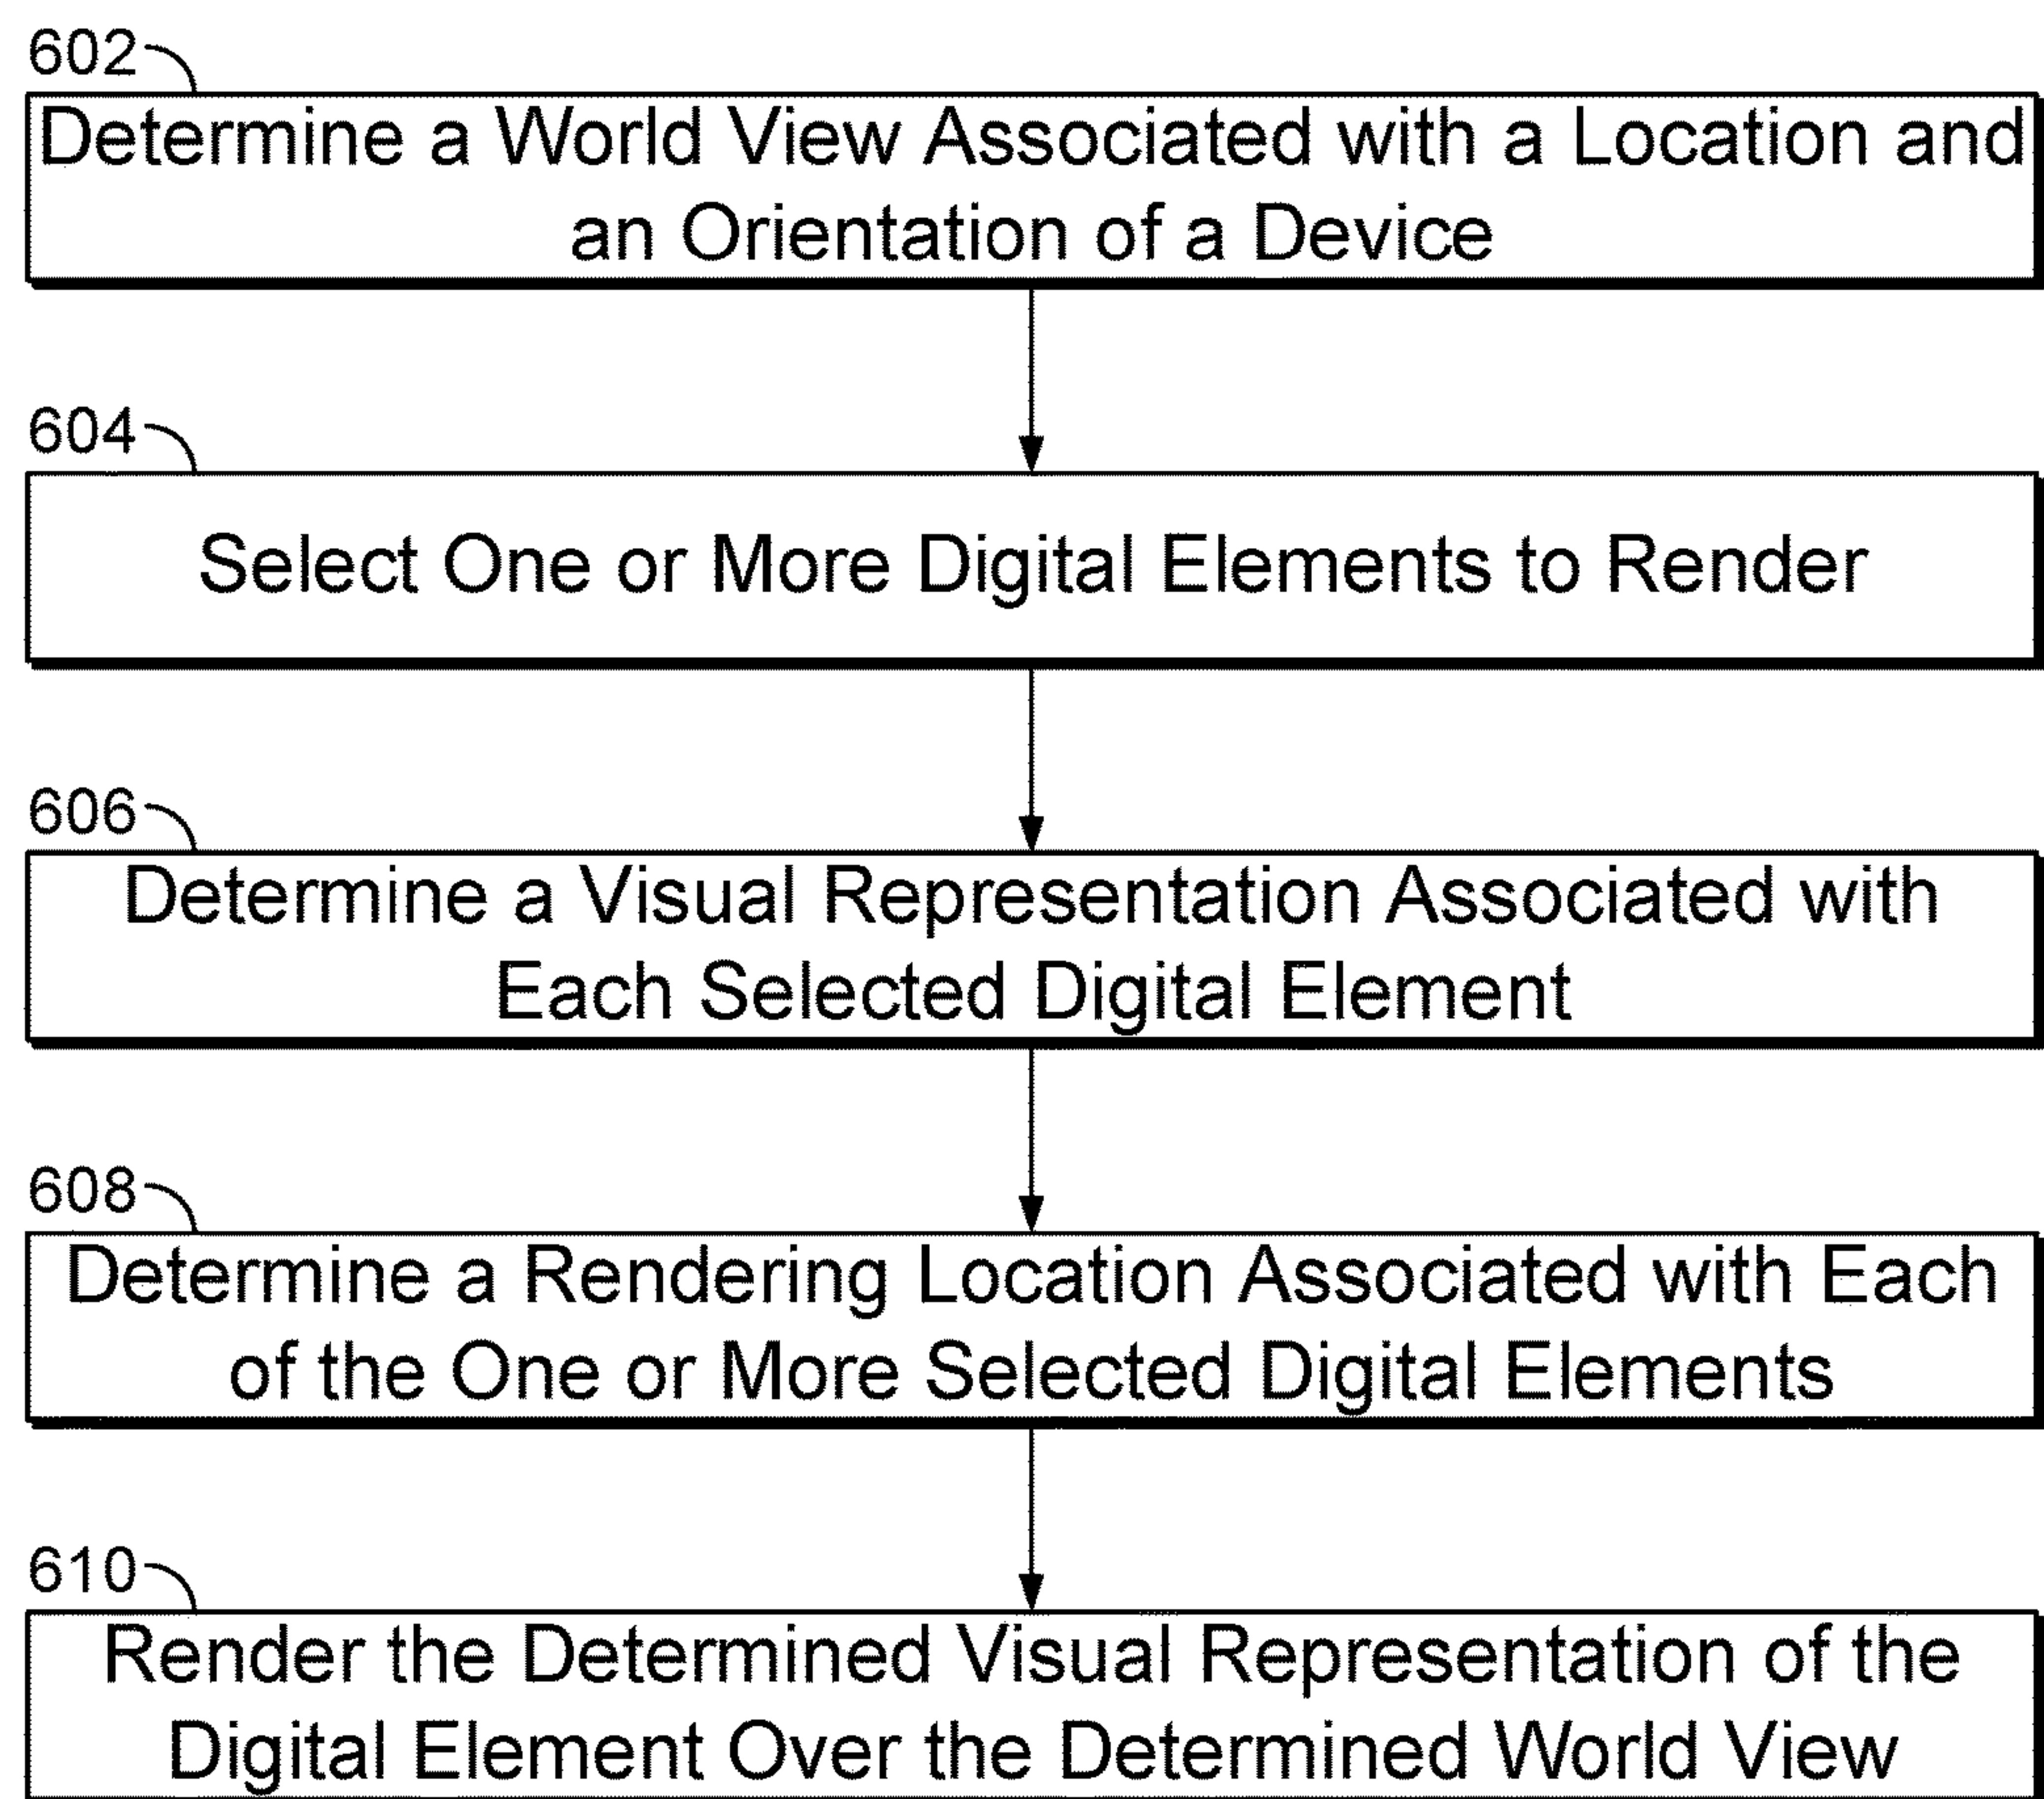 602
Determine a World View Associated with a Location and
an Orientation of a Device
604
Select One or More Digital Elements to Render
606
Determine a Visual Representation Associated with
Each Selected Digital Element
608
Determine a Rendering Location Associated with Each
of the One or More Selected Digital Elements
610
Render the Determined Visual Representation of the
Digital Element Over the Determined World View